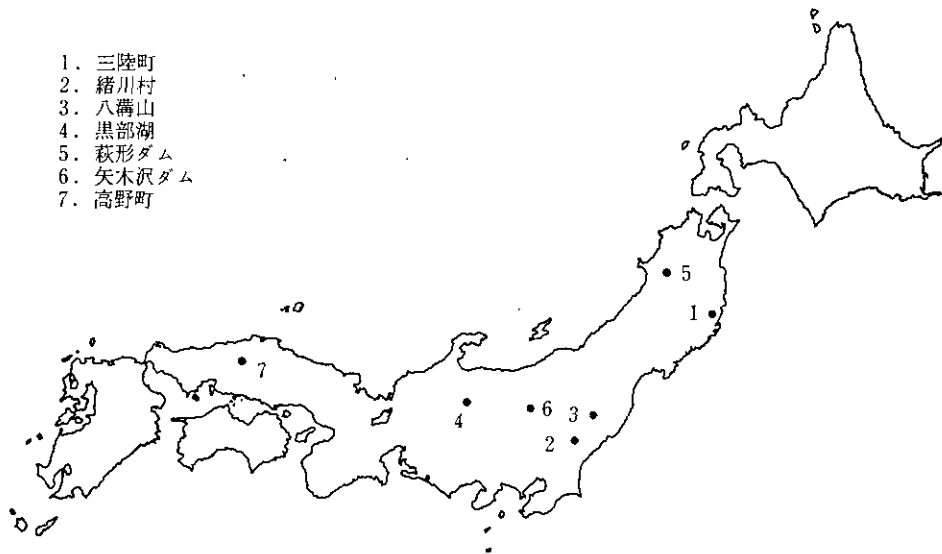 1. 三陸町
2. 緒川村
3. 八溝山
4. 黒部湖
5. 萩形ダム
6. 矢木沢ダム
7. 高野町
5
1
7
6
3
4
2